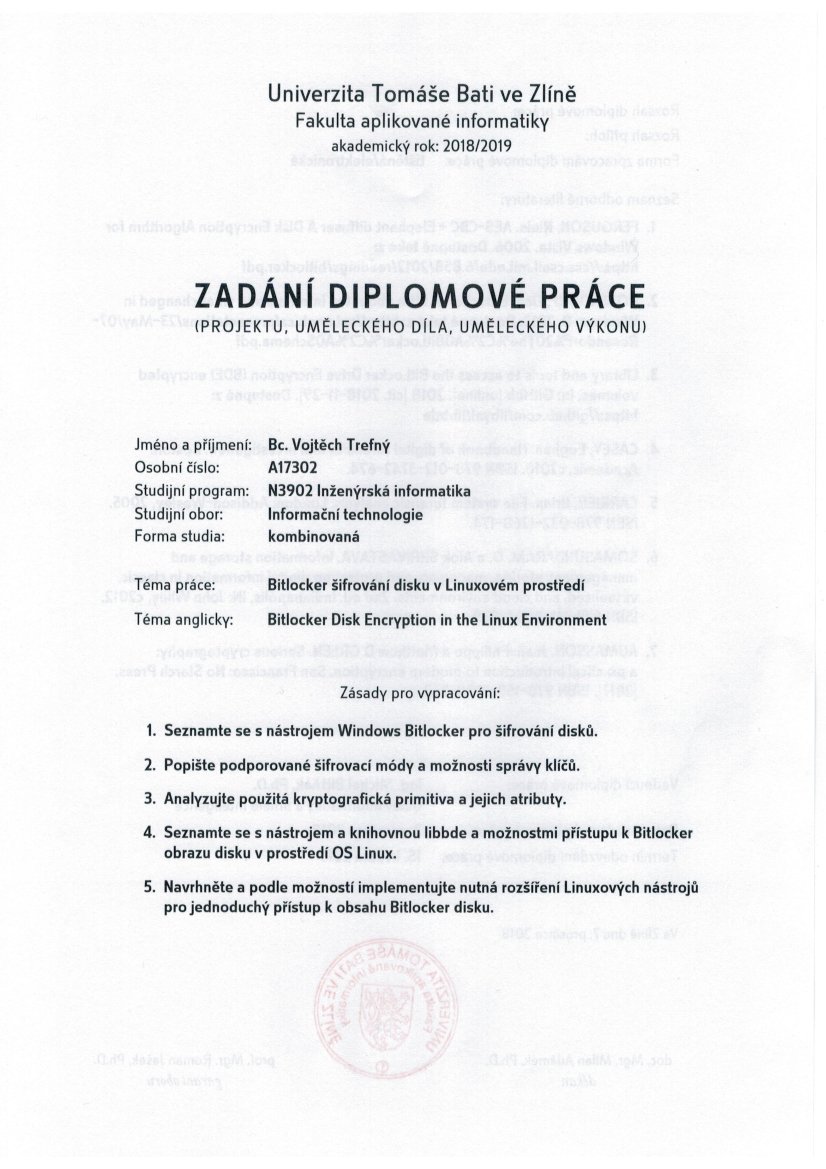 Univerzita Tomáše Bati ve Zlíně
Fakulta aplikované informatiky
akademický rok: 2018/2019
ZADÁNÍ DIPLOMOVÉ PRÁCE
(PROJEKTU, UMĚLECKÉHO DÍLA, UMĚLECKÉHO VÝKONU)
Jméno a příjmení: Bc. Vojtěch Trefný
Osobní číslo: A17302
Studijní program: N3902 Inženýrská informatika
Studijní obor: Informační technologie
Forma studia: kombinovaná
Téma práce: Bitlocker šifrování disku v Linuxovém prostředí
Téma anglicky: Bitlocker Disk Encryption in the Linux Environment
Zásady pro vypracování:
1. Seznamte se s nástrojem Windows Bitlocker pro šifrování disků.
2. Popište podporované šifrovací módy a možnosti správy klíčů.
3. Analyzujte použitá kryptografická primitiva a jejich atributy.
4. Seznamte se s nástrojem a knihovnou libbde a možnostmi přístupu k Bitlocker
obrazu disku v prostředí OS Linux.
5. Navrhněte a podle možností implementujte nutná rozšíření Linuxových nástrojů
pro jednoduchý přístup k obsahu Bitlocker disku.